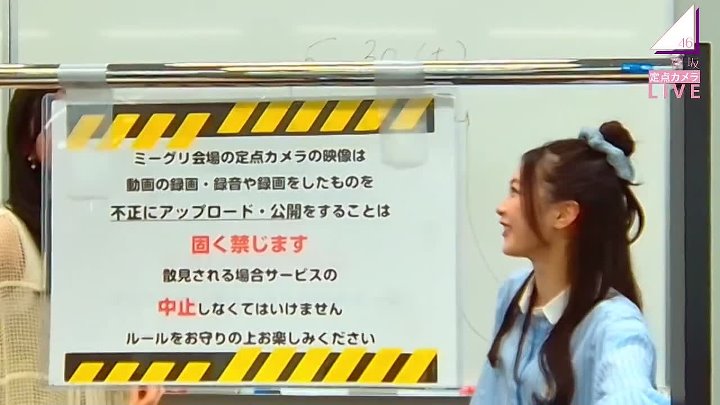 46
坂
定点カメラ
LIVE
ミーグリ会場の定点カメラの映像は
動画の録画・録音や録画をしたものを
不正にアップロード・公開をすることは
固く禁じます
散見される場合サービスの
中止しなくてはいけません
ルールをお守りの上お楽しみください